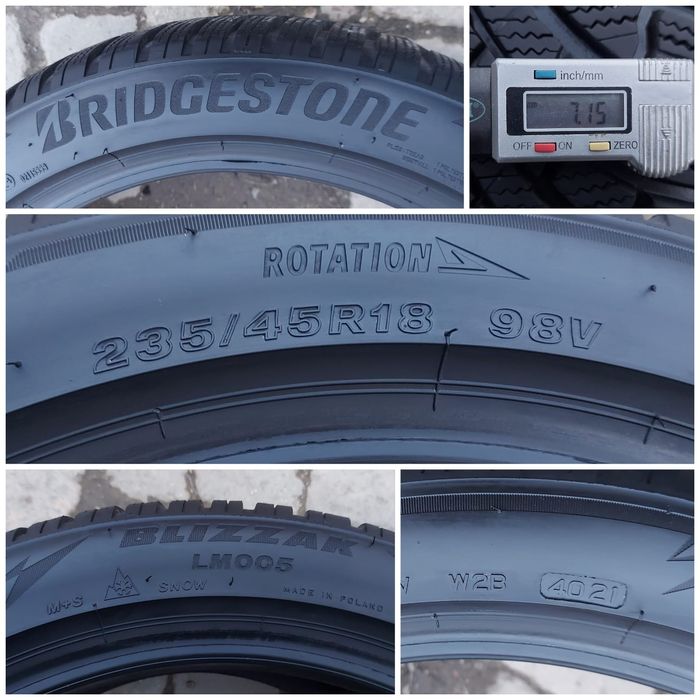 BRIDGESTONE
inch/mm
7.15
OFF ON ZERO
ROTATION
235/45R18 98V
BLIZZAK
LM005
M+S SNOW
MADE IN POLAND
W2B 4021